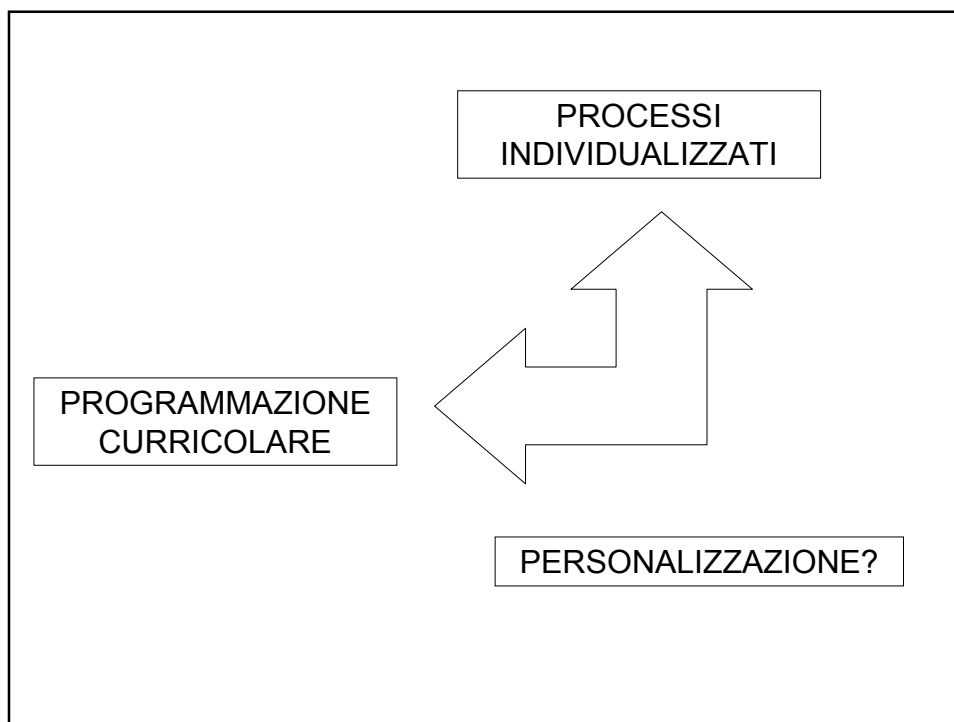 PROCESSI
INDIVIDUALIZZATI
PROGRAMMAZIONE
CURRICOLARE
PERSONALIZZAZIONE?